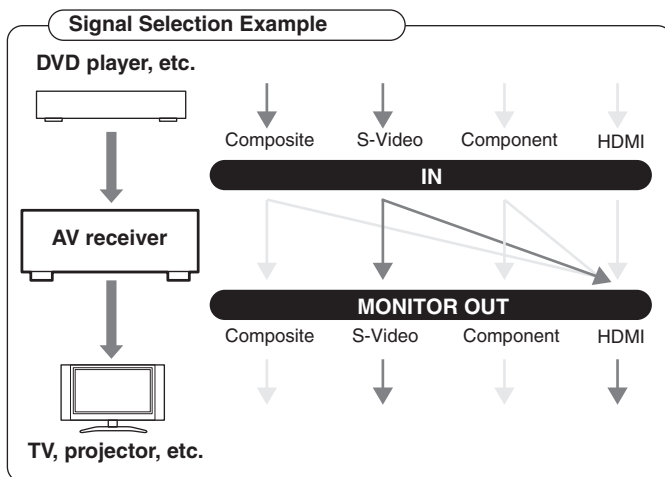 Signal Selection Example
DVD player, etc.
Composite S-Video Component HDMI
IN
AV receiver
MONITOR OUT
Composite S-Video Component HDMI
TV, projector, etc.